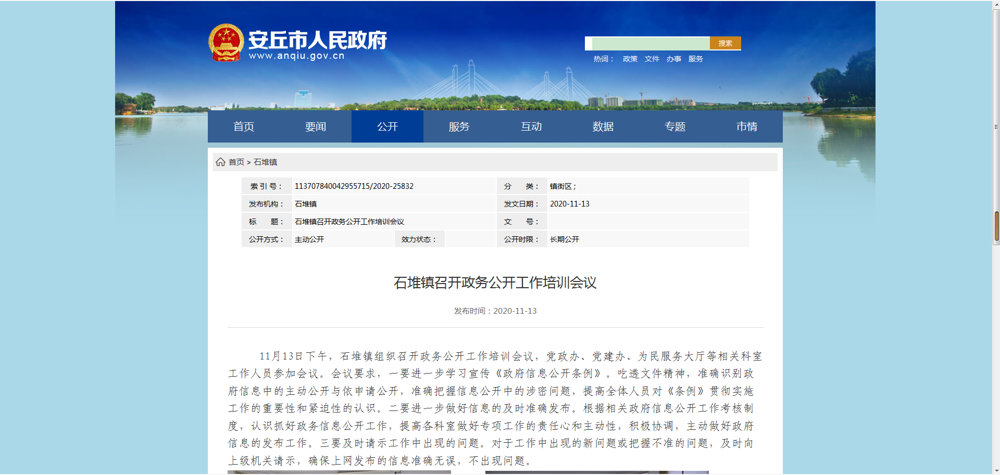 安丘市人民政府
www.anqiu.gov.cn
搜索
热词： 政策 文件 办事 服务
首页 要闻 公开 服务 互动 数据 专题 市情
首页 > 石堆镇
索 引 号： 113707840042955715/2020-25832 分 类： 镇街区 ;
发布机构： 石堆镇 发文日期： 2020-11-13
标 题： 石堆镇召开政务公开工作培训会议 文 号：
公开方式： 主动公开 效力状态： 公开时限： 长期公开
石堆镇召开政务公开工作培训会议
发布时间：2020-11-13
11月13日下午，石堆镇组织召开政务公开工作培训会议，党政办、党建办、为民服务大厅等相关科室
工作人员参加会议。会议要求，一要进一步学习宣传《政府信息公开条例》。吃透文件精神，准确识别政
府信息中的主动公开与依申请公开，准确把握信息公开中的涉密问题，提高全体人员对《条例》贯彻实施
工作的重要性和紧迫性的认识。二要进一步做好信息的及时准确发布。根据相关政府信息公开工作考核制
度，认识抓好政务信息公开工作，提高各科室做好专项工作的责任心和主动性，积极协调，主动做好政府
信息的发布工作。三要及时请示工作中出现的问题。对于工作中出现的新问题或把握不准的问题，及时向
上级机关请示，确保上网发布的信息准确无误，不出现问题。